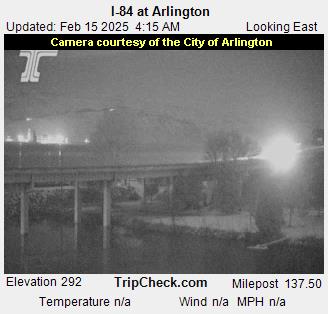 I-84 at Arlington
Updated: Feb 15 2025 4:15 AM Looking East
Camera courtesy of the City of Arlington
Elevation 292 TripCheck.com Milepost 137.50
Temperature n/a Wind n/a MPH n/a